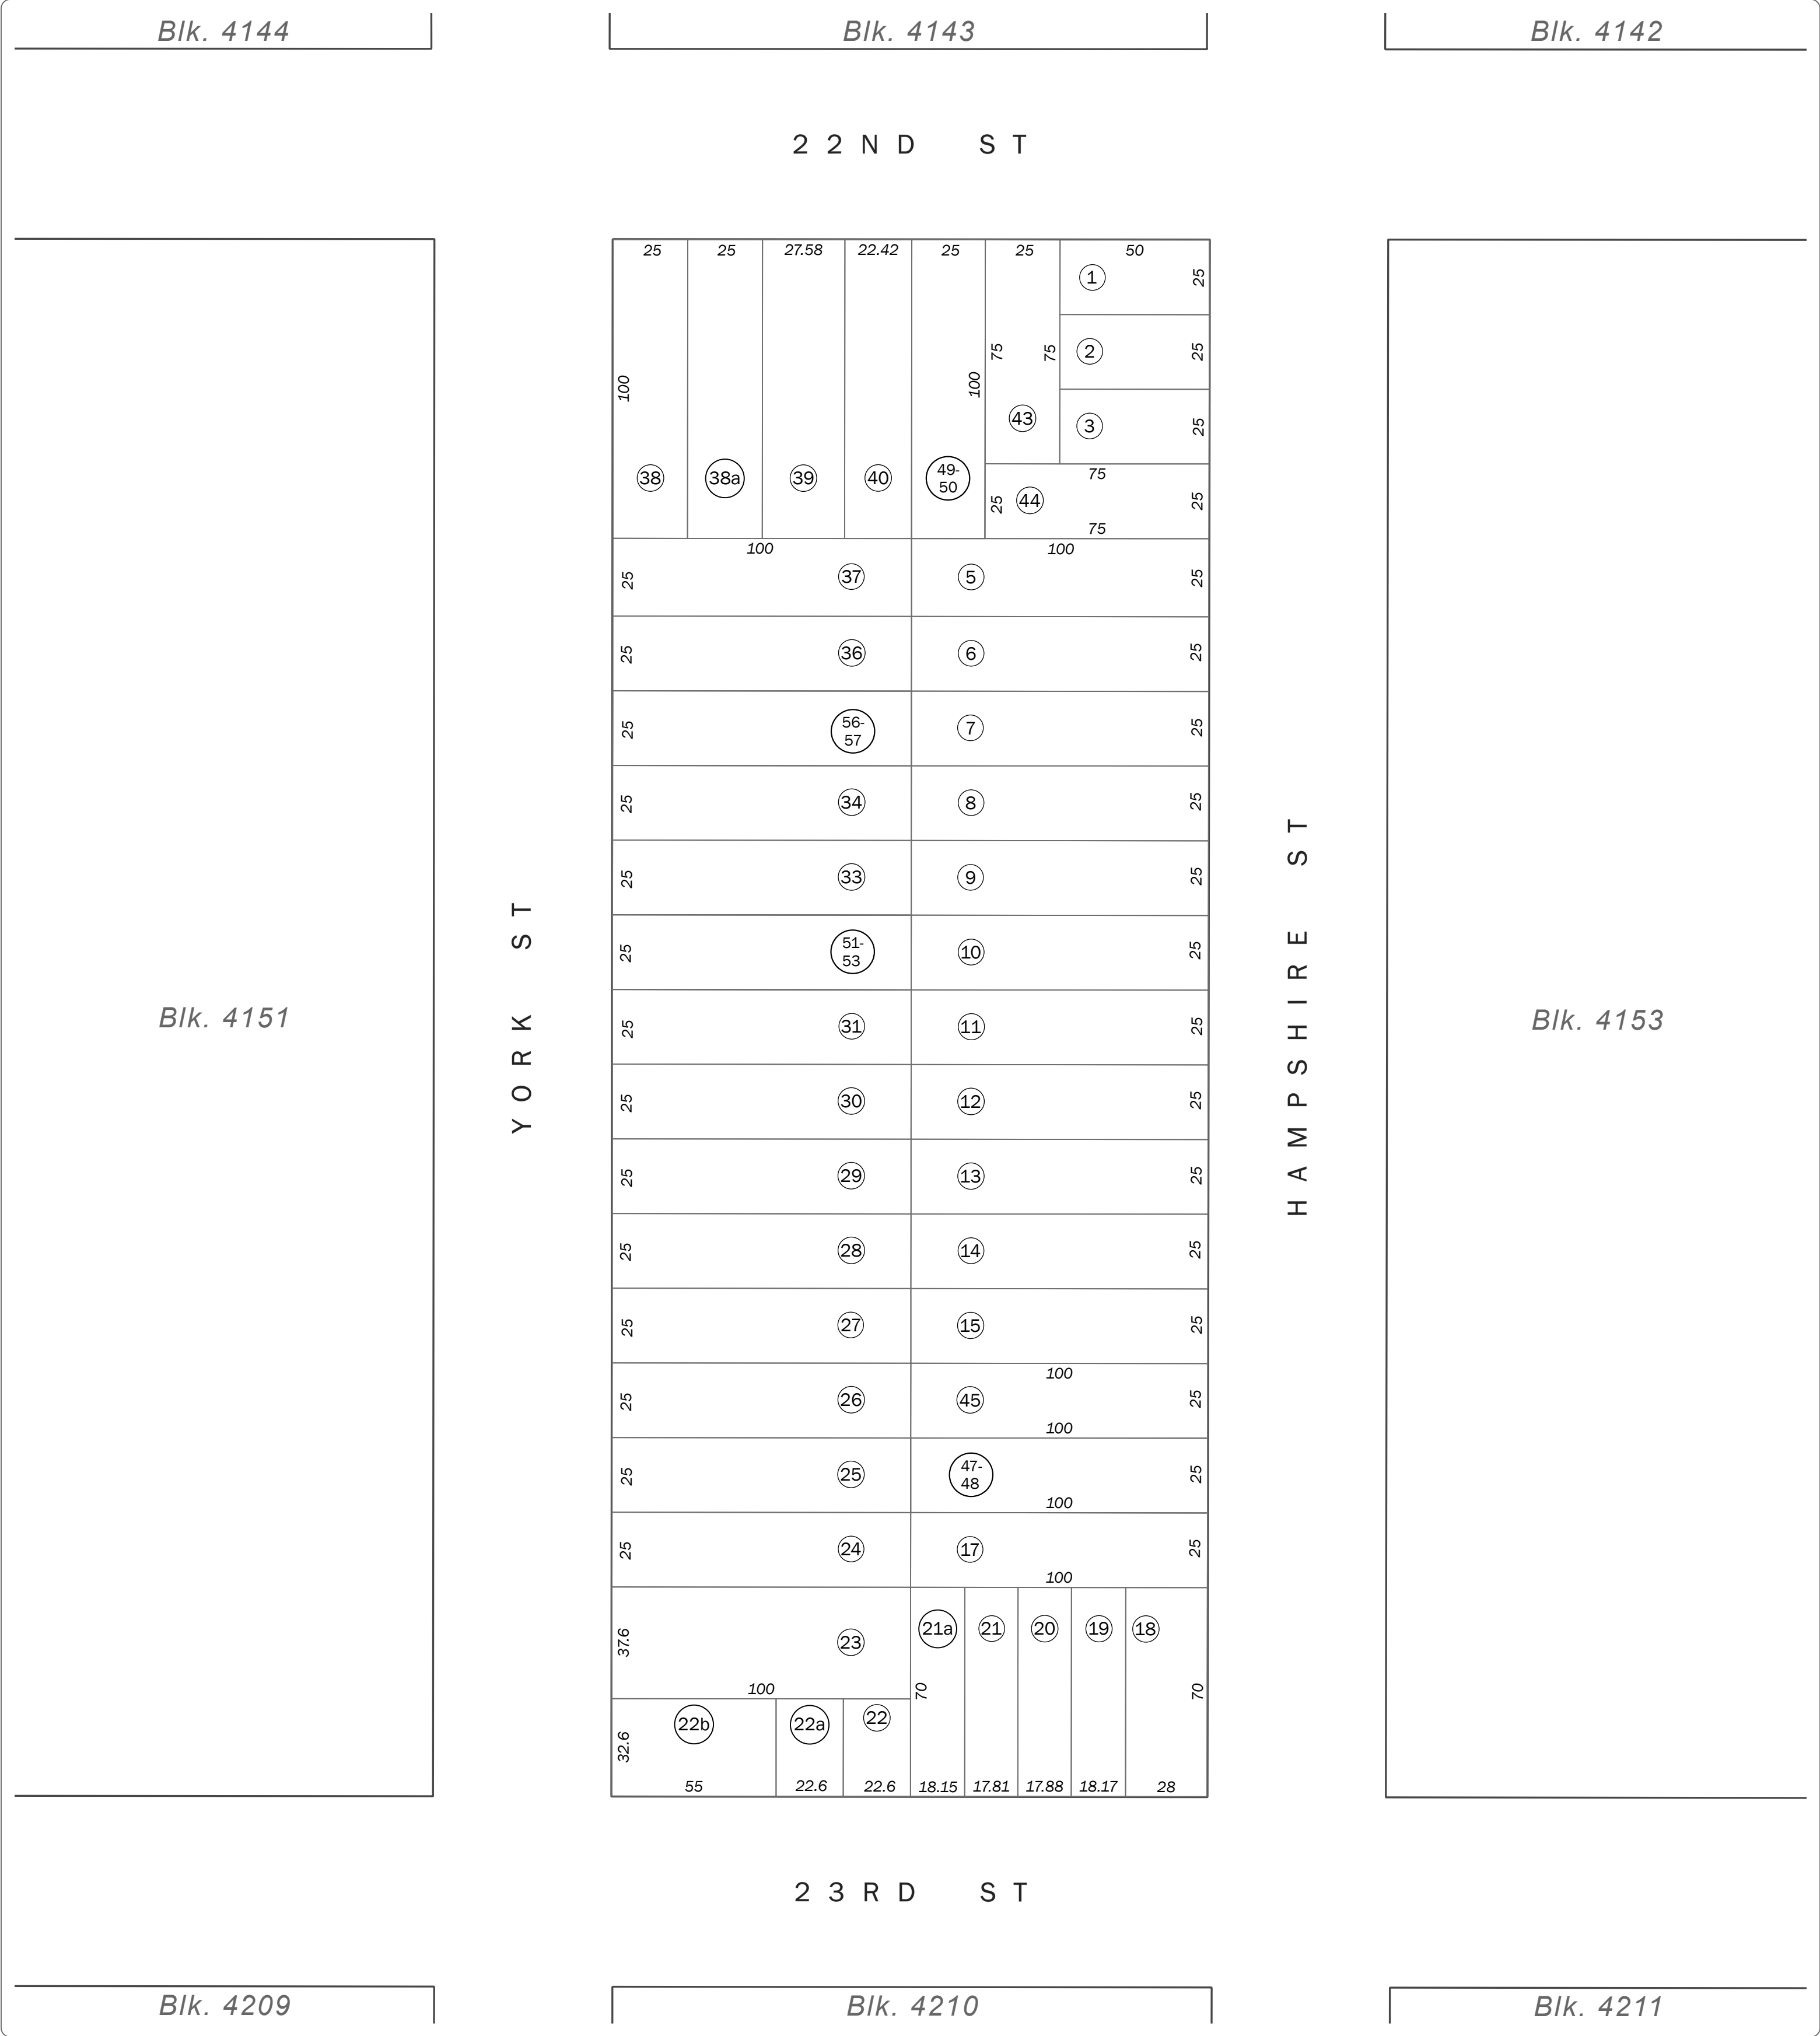 Blk. 4144
Blk. 4143
Blk. 4142
22ND ST
25 25 27.58 22.42 25 25 50
1 25
75 75 2 25
100 100
43 3 25
38 38a 39 40 49-
50
75
25 44 25
75
100 100
25 37 5 25
25 36 6 25
25 56-
57 7 25
25 34 8 25
25 33 9 25
25 51-
53 10 25
25 31 11 25
25 30 12 25
25 29 13 25
25 28 14 25
25 27 15 25
100
25 26 45 25
100
25 25 47-
48 25
100
25 24 17 25
100
37.6 23 21a 21 20 19 18
100 70 70
32.6 22b 22a 22
55 22.6 22.6 18.15 17.81 17.88 18.17 28
YORK ST
HAMPSHIRE ST
Blk. 4151
Blk. 4153
23RD ST
Blk. 4209
Blk. 4210
Blk. 4211